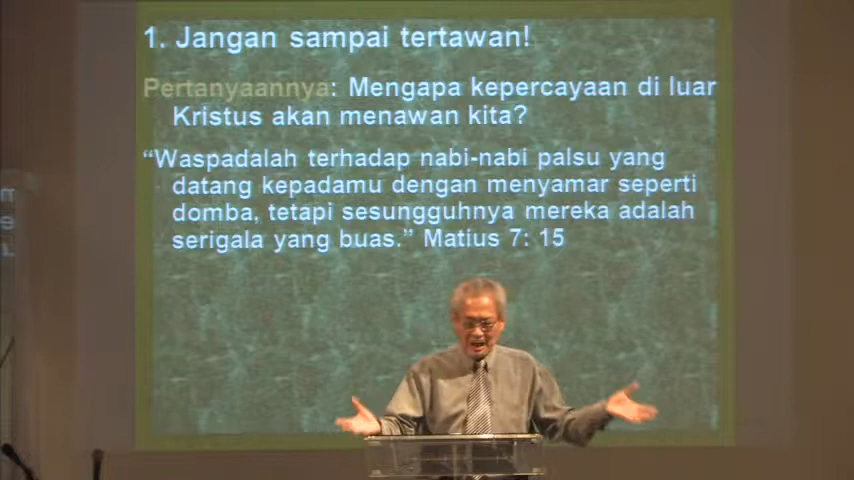 1. Jangan sampai tertawan!
Pertanyaannya: Mengapa kepercayaan di luar
Kristus akan menawan kita?
“Waspadalah terhadap nabi-nabi palsu yang
datang kepadamu dengan menyamar seperti
domba, tetapi sesungguhnya mereka adalah
serigala yang buas.” Matius 7: 15